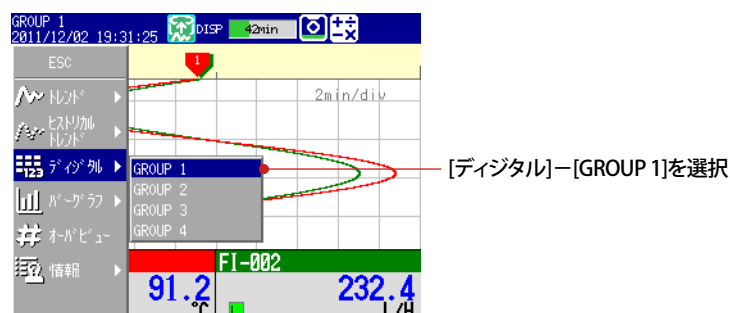 GROUP 1
2011/12/02 19:31:25 DISP 42min
ESC
1
トレンド
2min/div
ヒストリカル
トレンド
ディジタル
123
GROUP 1
[ディジタル]－[GROUP 1]を選択
GROUP 2
バーグラフ
GROUP 3
オーバビュー
GROUP 4
情報
FI-002
91.2
232.4
℃
1
L/H